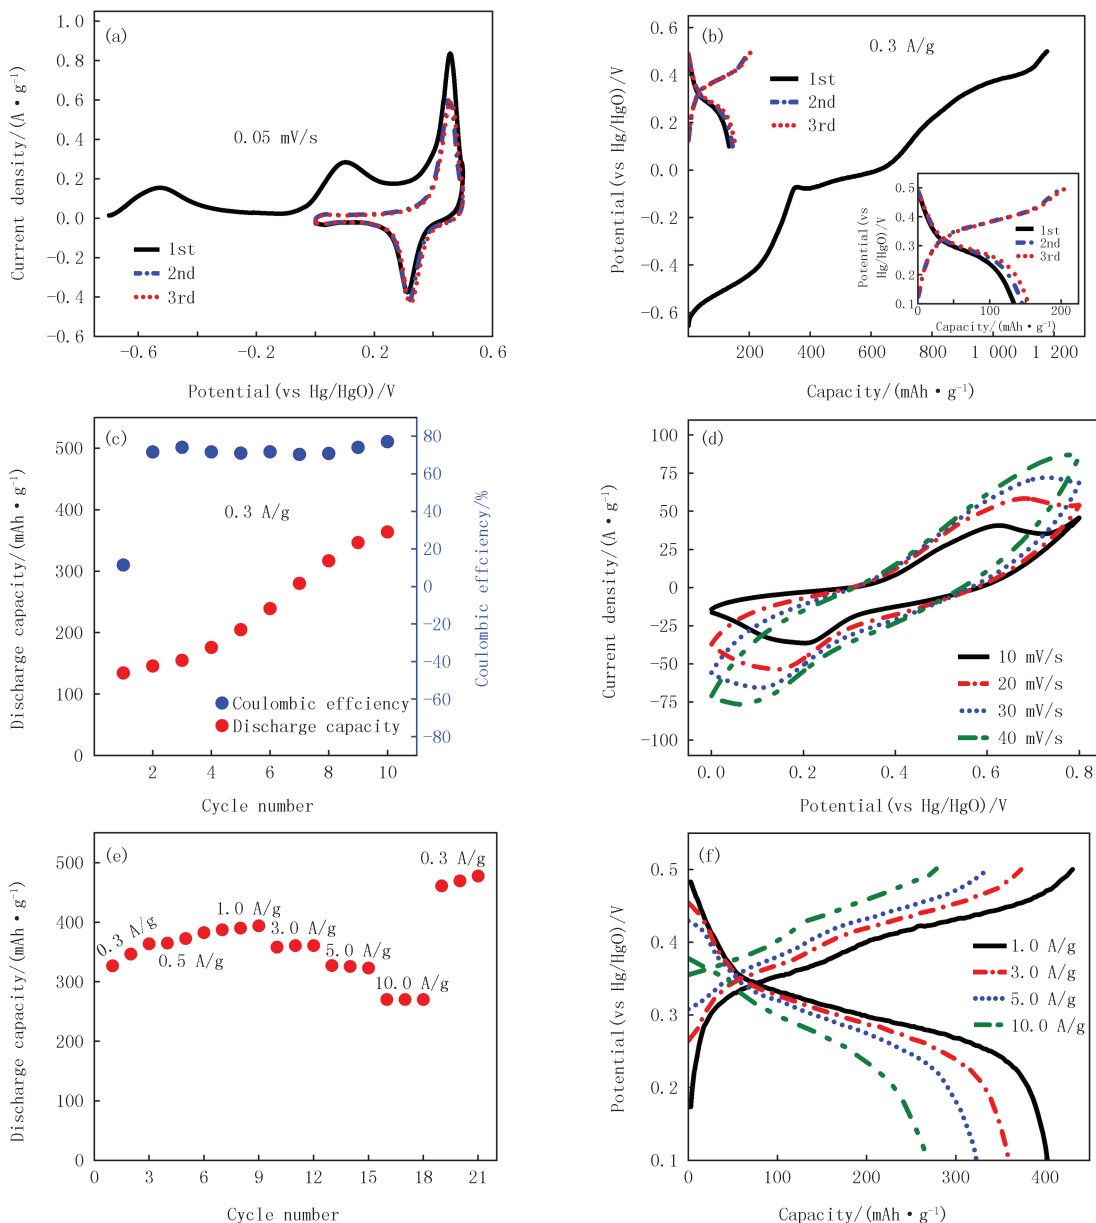 (a)
0.05 mV/s
1st
2nd
3rd
1.0
0.8
0.6
0.4
0.2
0.0
−0.2
−0.4
−0.6
−0.6
−0.2
0.2
0.6
Current density/(A•g⁻¹)
Potential(vs Hg/HgO)/V
(b)
0.3 A/g
1st
2nd
3rd
0.6
0.4
0.2
0.0
−0.2
−0.4
−0.6
200
400
600
800
1 000
1 200
Potential(vs Hg/HgO)/V
Capacity/(mAh•g⁻¹)
0.5
0.4
0.3
0.2
0.1
0
100
200
1st
2nd
3rd
Potential(vs
Hg/HgO)/V
Capacity/(mAh•g⁻¹)
(c)
0.3 A/g
Coulombic effciency
Discharge capacity
500
400
300
200
100
0
80
60
40
20
0
−20
−40
−60
−80
2
4
6
8
10
Discharge capacity/(mAh•g⁻¹)
Coulombic effciency/%
Cycle number
(d)
10 mV/s
20 mV/s
30 mV/s
40 mV/s
100
75
50
25
0
−25
−50
−75
−100
0.0
0.2
0.4
0.6
0.8
Current density/(A•g⁻¹)
Potential(vs Hg/HgO)/V
(e)
0.3 A/g
0.5 A/g
1.0 A/g
3.0 A/g
5.0 A/g
10.0 A/g
0.3 A/g
500
400
300
200
100
0
0
3
6
9
12
15
18
21
Discharge capacity/(mAh•g⁻¹)
Cycle number
(f)
1.0 A/g
3.0 A/g
5.0 A/g
10.0 A/g
0.5
0.4
0.3
0.2
0.1
0
100
200
300
400
Potential(vs Hg/HgO)/V
Capacity/(mAh•g⁻¹)